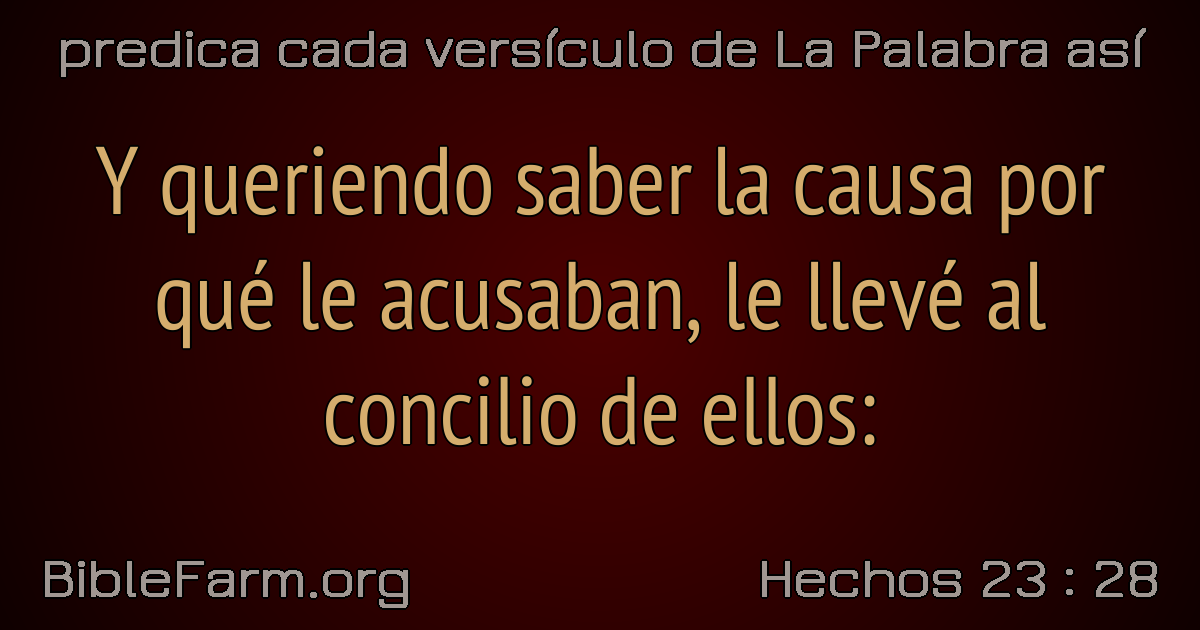 predica cada versículo de La Palabra así
Y queriendo saber la causa por
qué le acusaban, le llevé al
concilio de ellos:
BibleFarm.org
Hechos 23 : 28